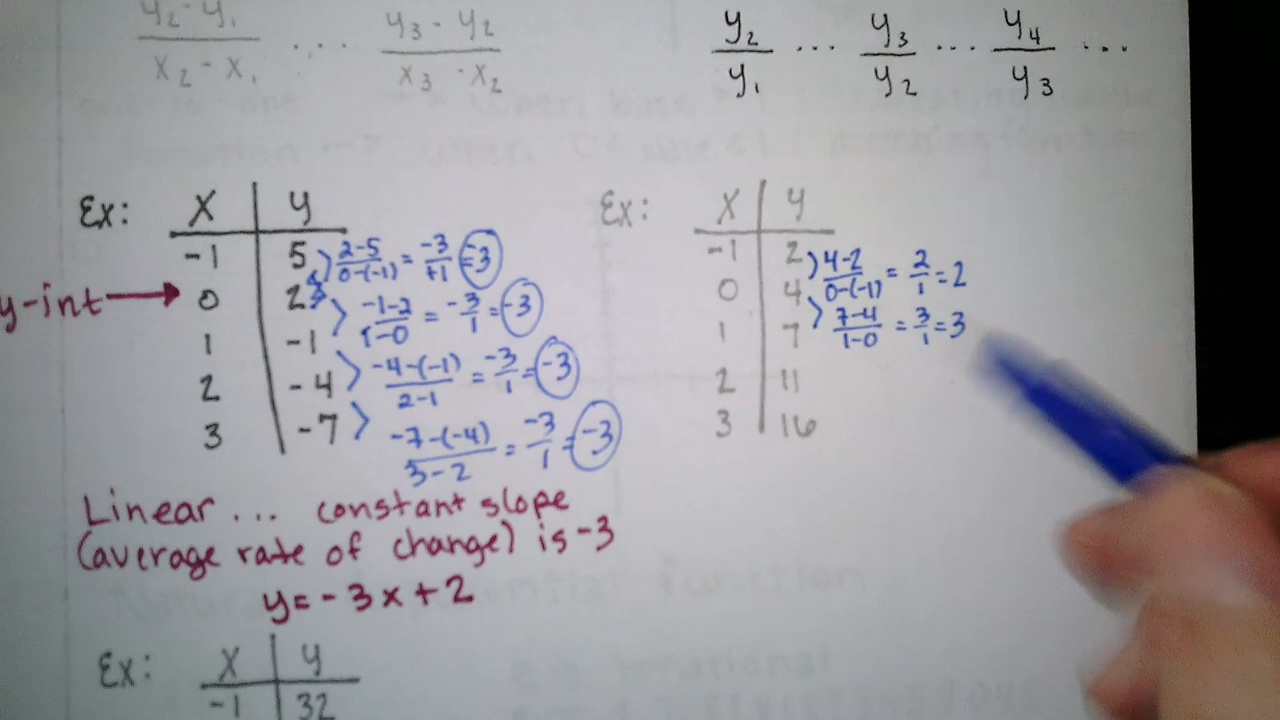 y2 - y1 / x2 - x1 ... y3 - y2 / x3 - x2
y2 / y1 ... y3 / y2 ... y4 / y3 ...
Ex: x | y
-1 | 5
0 | 2
1 | -1
2 | -4
3 | -7
y-int →
2-5 / 0-(-1) = -3 / +1 = -3
-1-2 / 1-0 = -3 / 1 = -3
-4-(-1) / 2-1 = -3 / 1 = -3
-7-(-4) / 3-2 = -3 / 1 = -3
Linear ... constant slope
(average rate of change) is -3
y = -3x + 2
Ex: x | y
-1 | 2
0 | 4
1 | 7
2 | 11
3 | 16
4-2 / 0-(-1) = 2 / 1 = 2
7-4 / 1-0 = 3 / 1 = 3
Ex: x | y
-1 | 32